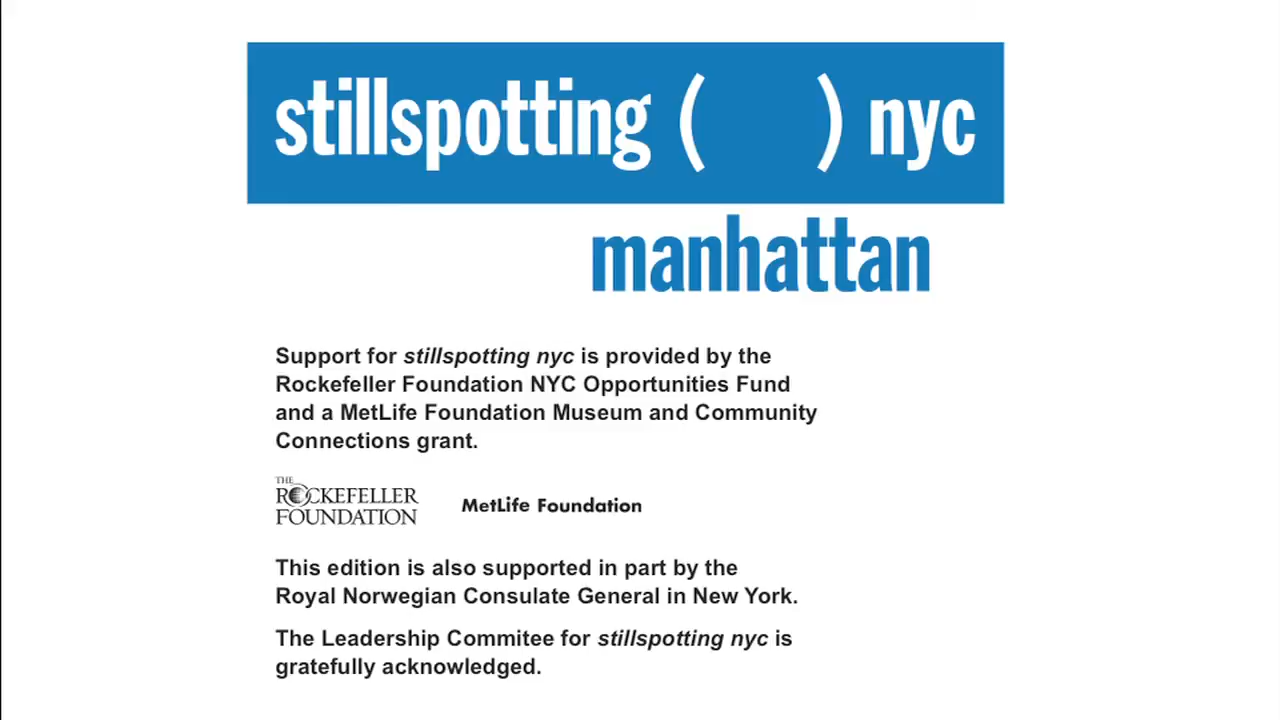 stillspotting ( ) nyc
manhattan
Support for stillspotting nyc is provided by the
Rockefeller Foundation NYC Opportunities Fund
and a MetLife Foundation Museum and Community
Connections grant.
THE
ROCKEFELLER
FOUNDATION
MetLife Foundation
This edition is also supported in part by the
Royal Norwegian Consulate General in New York.
The Leadership Commitee for stillspotting nyc is
gratefully acknowledged.